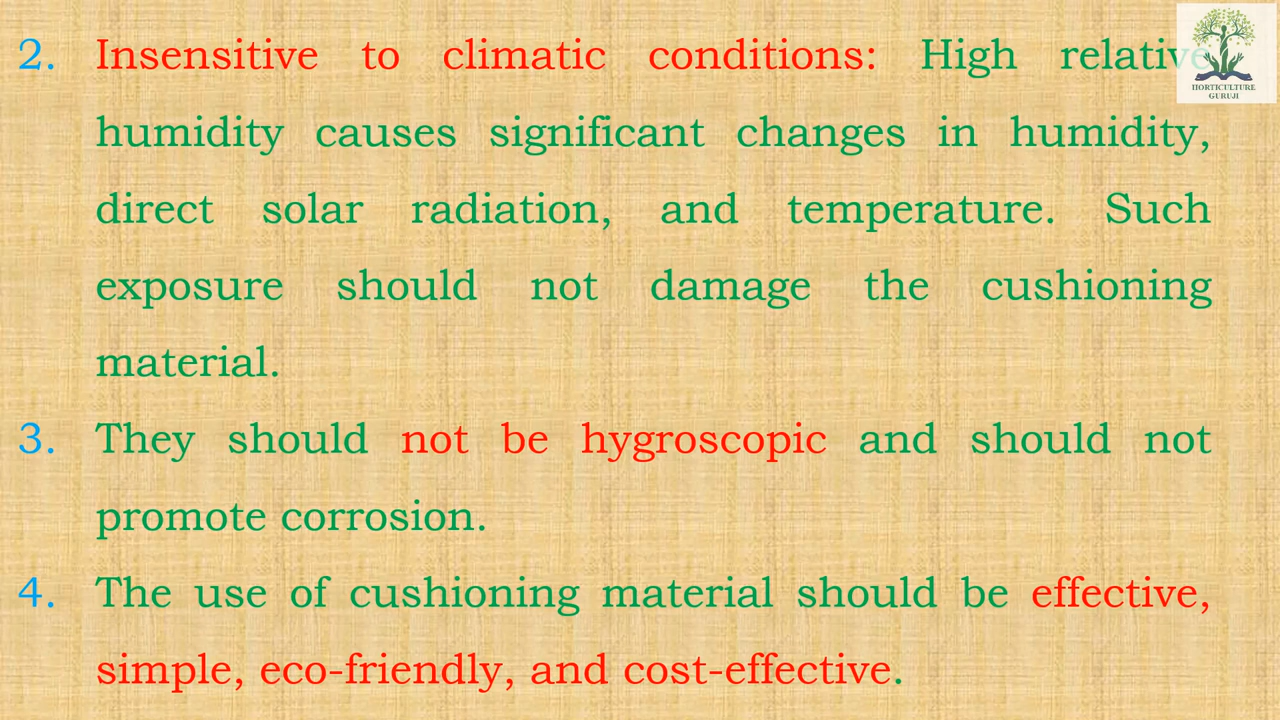 2. Insensitive to climatic conditions: High relative
humidity causes significant changes in humidity,
direct solar radiation, and temperature. Such
exposure should not damage the cushioning
material.
3. They should not be hygroscopic and should not
promote corrosion.
4. The use of cushioning material should be effective,
simple, eco-friendly, and cost-effective.
HORTICULTURE
GURUJI